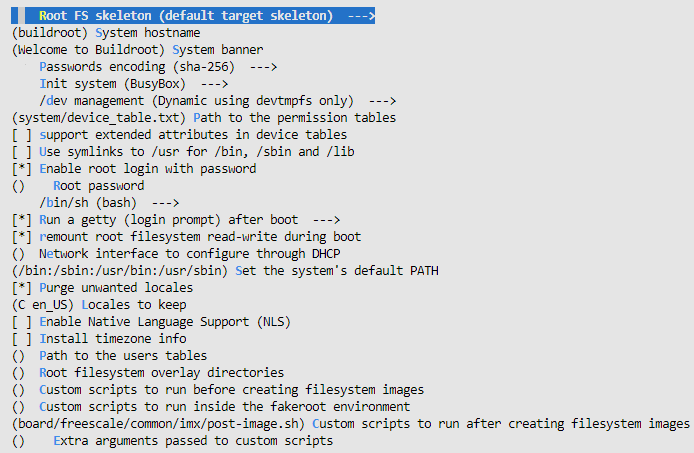 Root FS skeleton (default target skeleton)  --->
(buildroot) System hostname
(Welcome to Buildroot) System banner
    Passwords encoding (sha-256)  --->
    Init system (BusyBox)  --->
    /dev management (Dynamic using devtmpfs only)  --->
(system/device_table.txt) Path to the permission tables
[ ] support extended attributes in device tables
[ ] Use symlinks to /usr for /bin, /sbin and /lib
[*] Enable root login with password
()    Root password
    /bin/sh (bash)  --->
[*] Run a getty (login prompt) after boot  --->
[*] remount root filesystem read-write during boot
()  Network interface to configure through DHCP
(/bin:/sbin:/usr/bin:/usr/sbin) Set the system's default PATH
[*] Purge unwanted locales
(C en_US) Locales to keep
[ ] Enable Native Language Support (NLS)
[ ] Install timezone info
()  Path to the users tables
()  Root filesystem overlay directories
()  Custom scripts to run before creating filesystem images
()  Custom scripts to run inside the fakeroot environment
(board/freescale/common/imx/post-image.sh) Custom scripts to run after creating filesystem images
()    Extra arguments passed to custom scripts